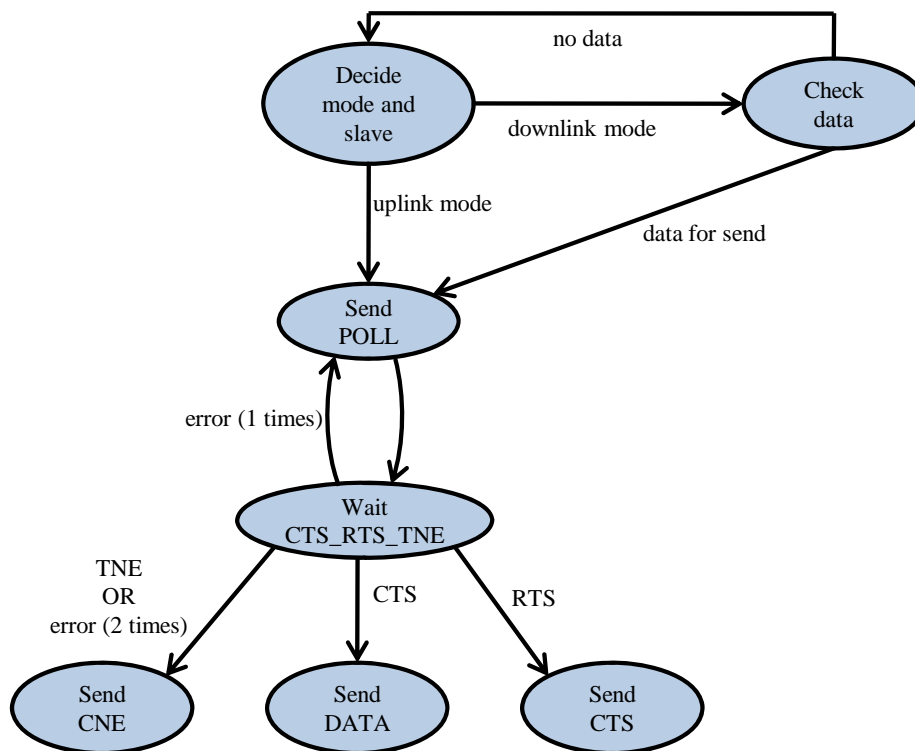 no data
Decide
mode and
slave
Check
data
downlink mode
uplink mode
data for send
Send
POLL
error (1 times)
Wait
CTS_RTS_TNE
TNE
OR
error (2 times)
CTS
RTS
Send
CNE
Send
DATA
Send
CTS